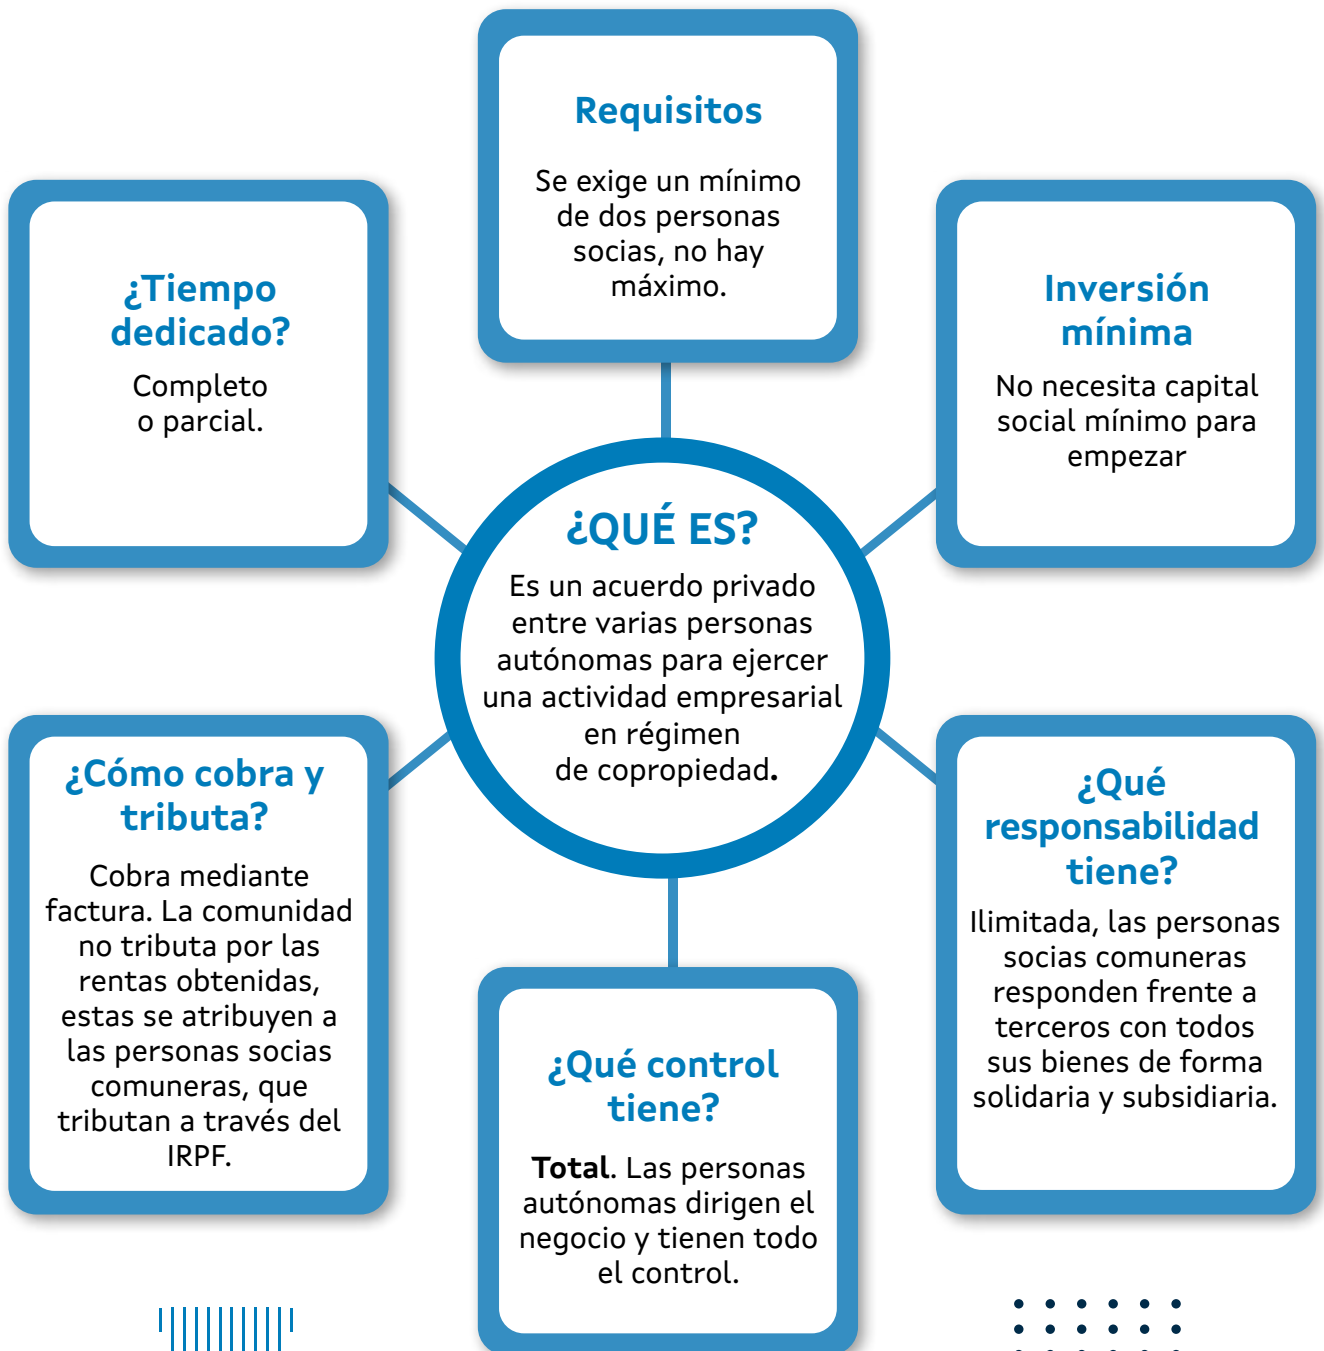 Requisitos
Se exige un mínimo
de dos personas
socias, no hay
máximo.
¿Tiempo
dedicado?
Completo
o parcial.
Inversión
mínima
No necesita capital
social mínimo para
empezar
¿QUÉ ES?
Es un acuerdo privado
entre varias personas
autónomas para ejercer
una actividad empresarial
en régimen
de copropiedad.
¿Cómo cobra y
tributa?
Cobra mediante
factura. La comunidad
no tributa por las
rentas obtenidas,
estas se atribuyen a
las personas socias
comuneras, que
tributan a través del
IRPF.
¿Qué
responsabilidad
tiene?
Ilimitada, las personas
socias comuneras
responden frente a
terceros con todos
sus bienes de forma
solidaria y subsidiaria.
¿Qué control
tiene?
Total. Las personas
autónomas dirigen el
negocio y tienen todo
el control.